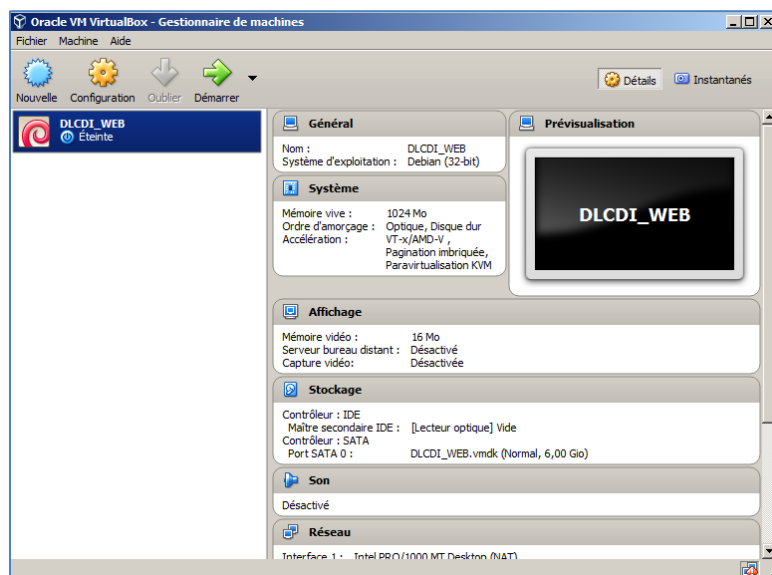 Oracle VM VirtualBox - Gestionnaire de machines
Fichier Machine Aide
Nouvelle Configuration Oublier Démarrer
Détails Instantanés
DLCDI_WEB
Éteinte
Général
Nom : DLCDI_WEB
Système d'exploitation : Debian (32-bit)
Système
Mémoire vive : 1024 Mo
Ordre d'amorçage : Optique, Disque dur
Accélération : VT-x/AMD-V ,
Pagination imbriquée,
Paravirtualisation KVM
Prévisualisation
DLCDI_WEB
Affichage
Mémoire vidéo : 16 Mo
Serveur bureau distant : Désactivé
Capture vidéo: Désactivée
Stockage
Contrôleur : IDE
Maître secondaire IDE : [Lecteur optique] Vide
Contrôleur : SATA
Port SATA 0 : DLCDI_WEB.vmdk (Normal, 6,00 Gio)
Son
Désactivé
Réseau
Interface 1 : Intel PRO/1000 MT Desktop (NAT)